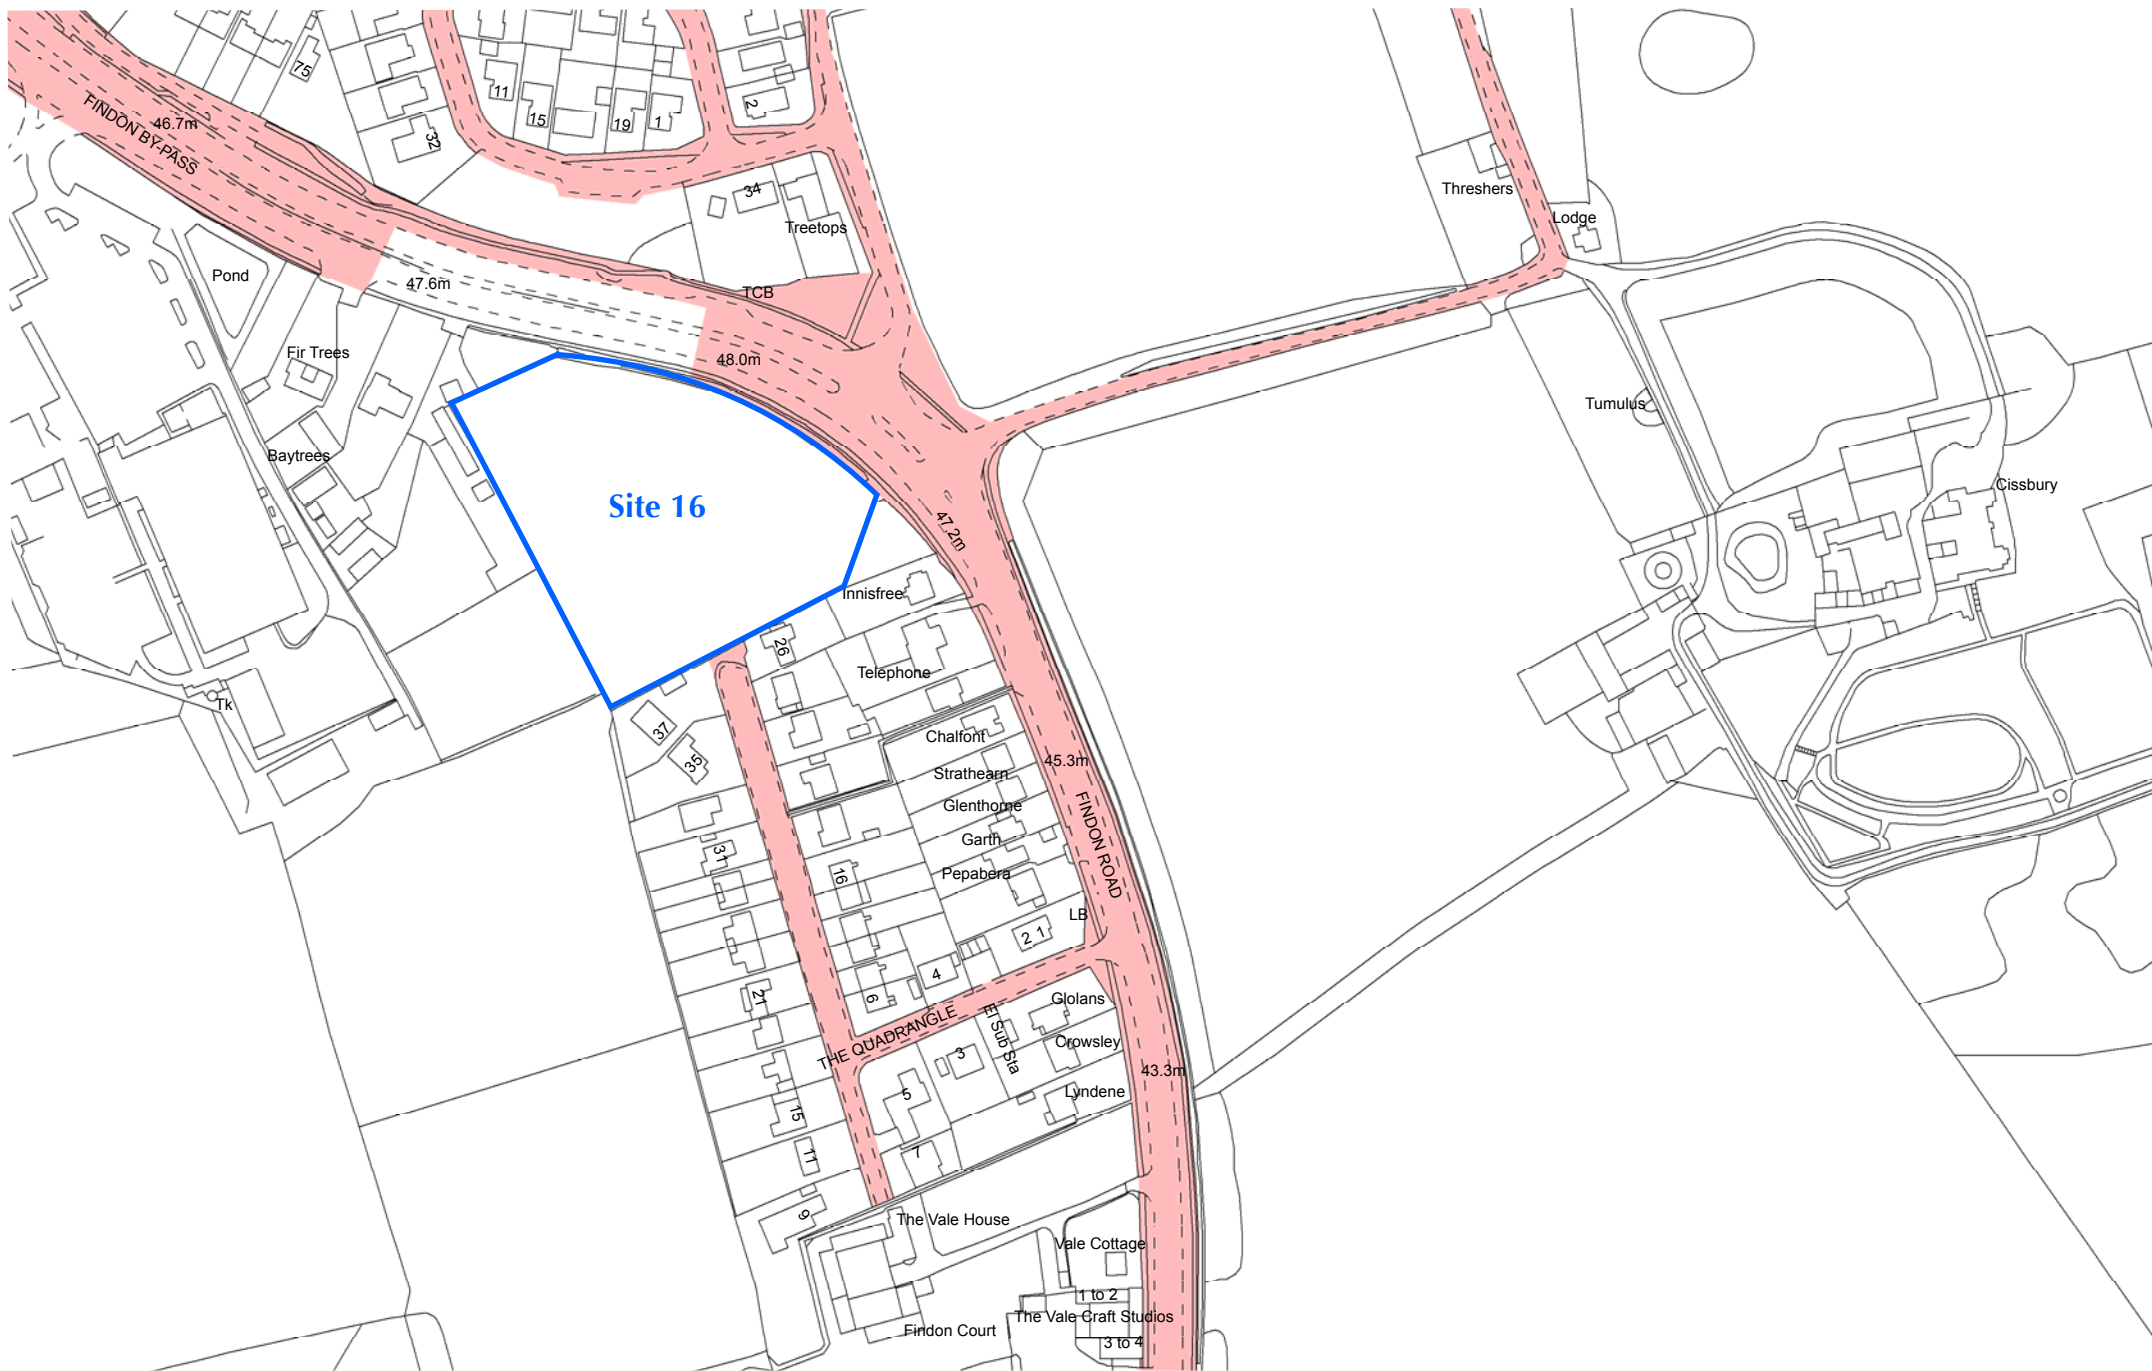 75
11
15
19
1
2
32
46.7m
FINDON BY-PASS
34
Treetops
Threshers
Lodge
Pond
47.6m
TCB
48.0m
Fir Trees
Tumulus
Baytrees
Site 16
Cissbury
47.2m
Innisfree
26
Telephone
Tk
37
35
Chalfont
45.3m
Strathearn
Glenthorne
FINDON ROAD
Garth
31
16
Pepabera
LB
2 1
4
21
6
Glolans
THE QUADRANGLE
El Sub Sta
Crowsley
3
43.3m
5
Lyndene
15
7
11
9
The Vale House
Vale Cottage
1 to 2
The Vale Craft Studios
Findon Court
3 to 4